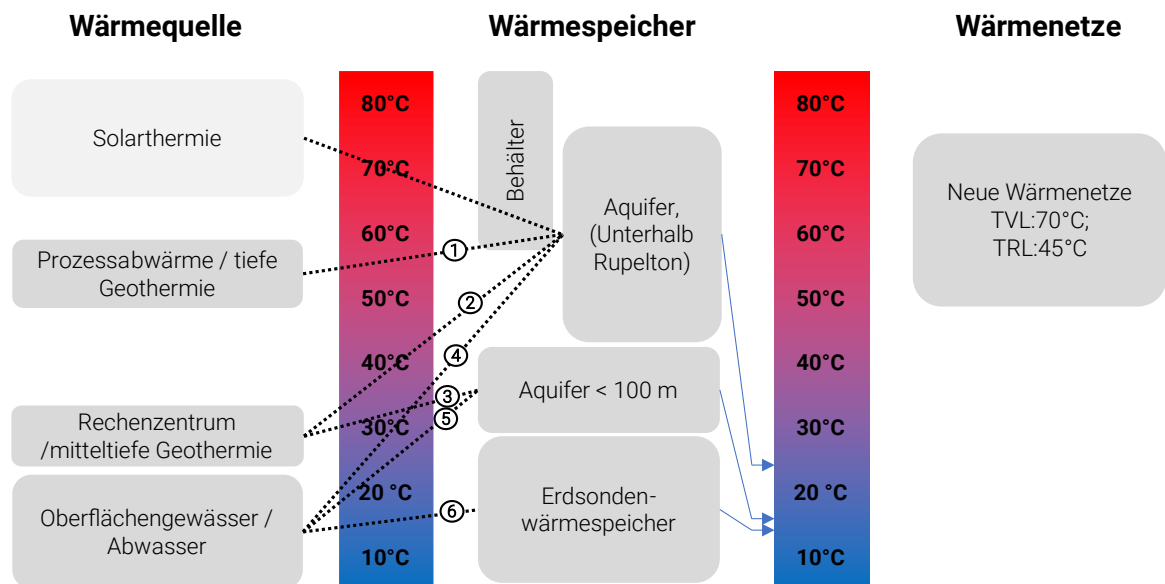 Wärmequelle
Wärmespeicher
Wärmenetze
Solarthermie
Prozessabwärme / tiefe
Geothermie
Rechenzentrum
/mitteltiefe Geothermie
Oberflächengewässer /
Abwasser
80°C
70°C
60°C
50°C
40°C
30°C
20 °C
10°C
1
2
4
3
5
6
Behälter
Aquifer,
(Unterhalb
Rupelton)
Aquifer < 100 m
Erdsonden-
wärmespeicher
80°C
70°C
60°C
50°C
40°C
30°C
20 °C
10°C
Neue Wärmenetze
TVL:70°C;
TRL:45°C